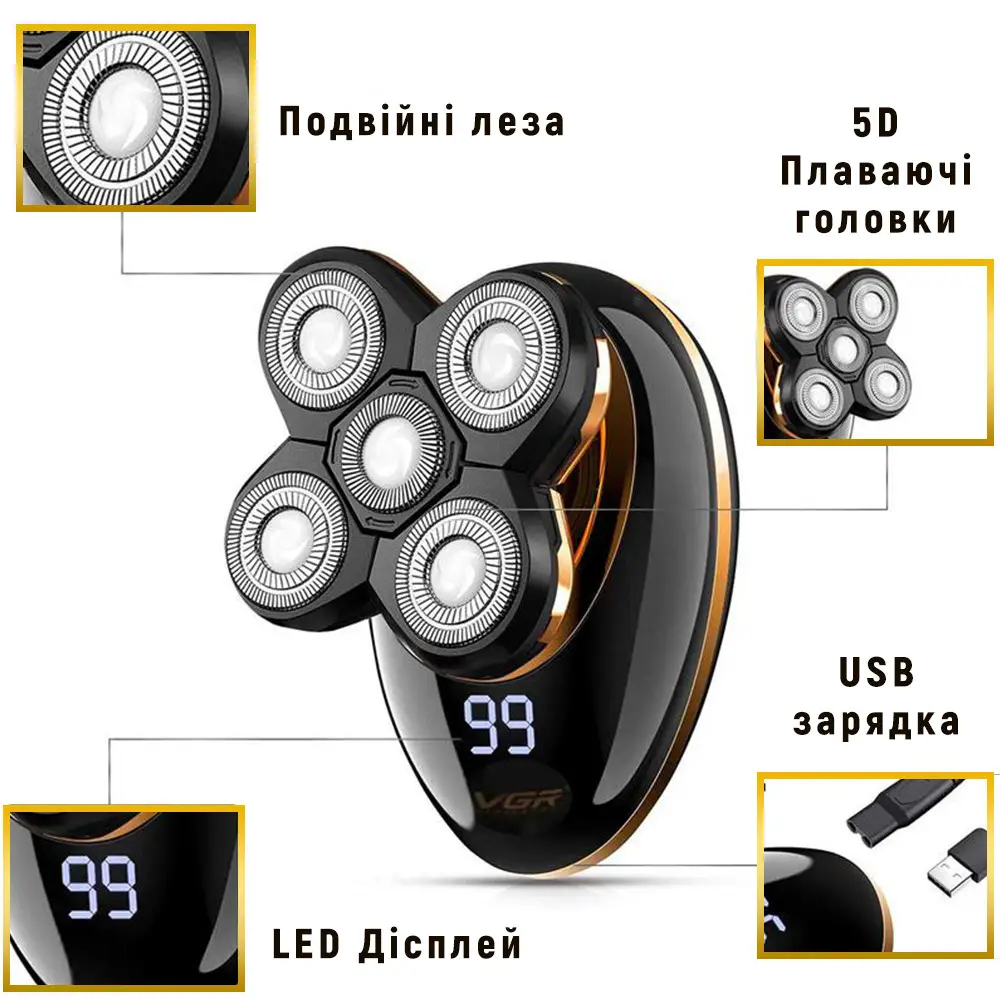 Подвійні леза
5D
Плаваючі
головки
99
VGR
USB
зарядка
99
LED Дісплей